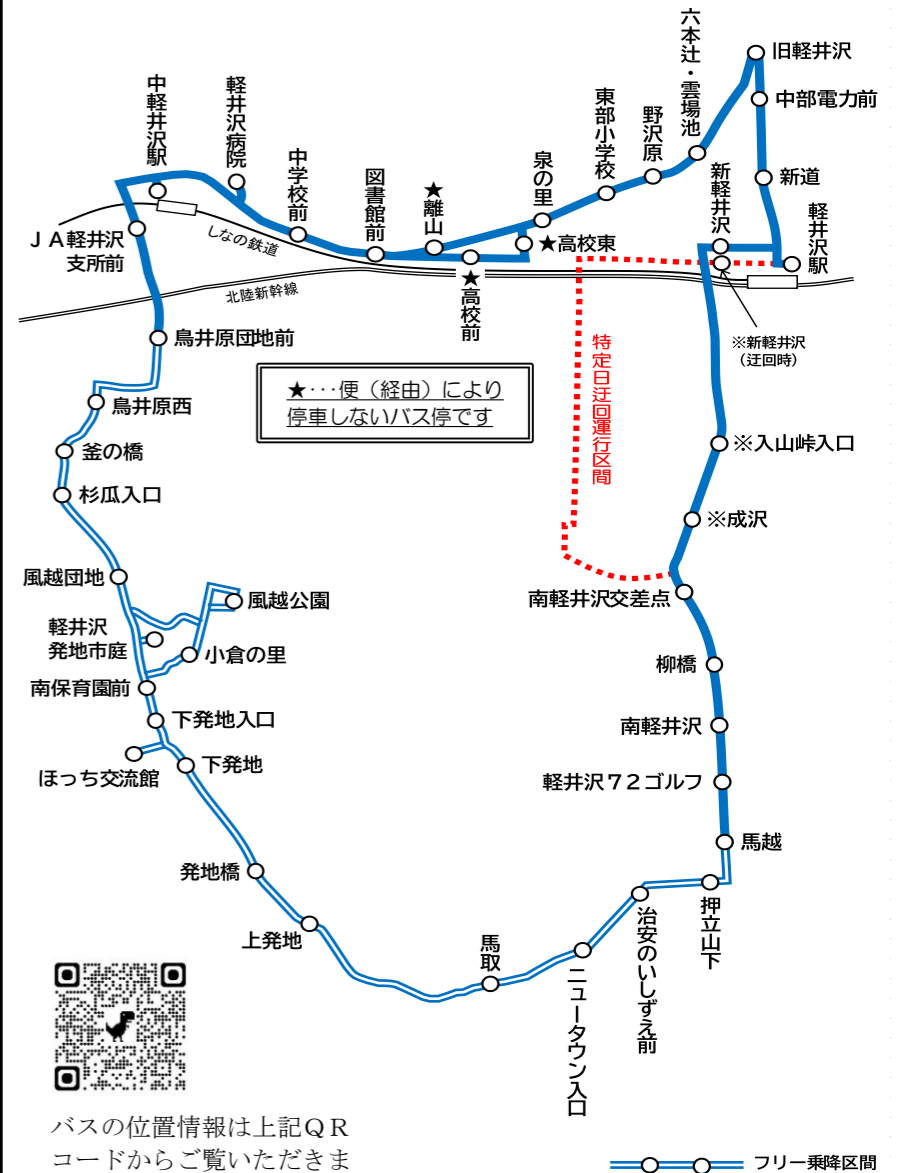 六本辻・雲場池
旧軽井沢
中部電力前
新道
軽井沢駅
新軽井沢
野沢原
東部小学校
泉の里
★高校東
★離山
★高校前
図書館前
中学校前
軽井沢病院
中軽井沢駅
ＪＡ軽井沢
支所前
しなの鉄道
北陸新幹線
※新軽井沢
（迂回時）
特定日迂回運行区間
★･･･便（経由）により
停車しないバス停です
鳥井原団地前
鳥井原西
釜の橋
杉瓜入口
風越団地
風越公園
軽井沢
発地市庭
小倉の里
南保育園前
下発地入口
ほっち交流館
下発地
発地橋
上発地
馬取
ニュータウン入口
治安のいしずえ前
押立山下
馬越
軽井沢７２ゴルフ
南軽井沢
柳橋
南軽井沢交差点
※成沢
※入山峠入口
バスの位置情報は上記ＱＲ
コードからご覧いただきま
フリー乗降区間